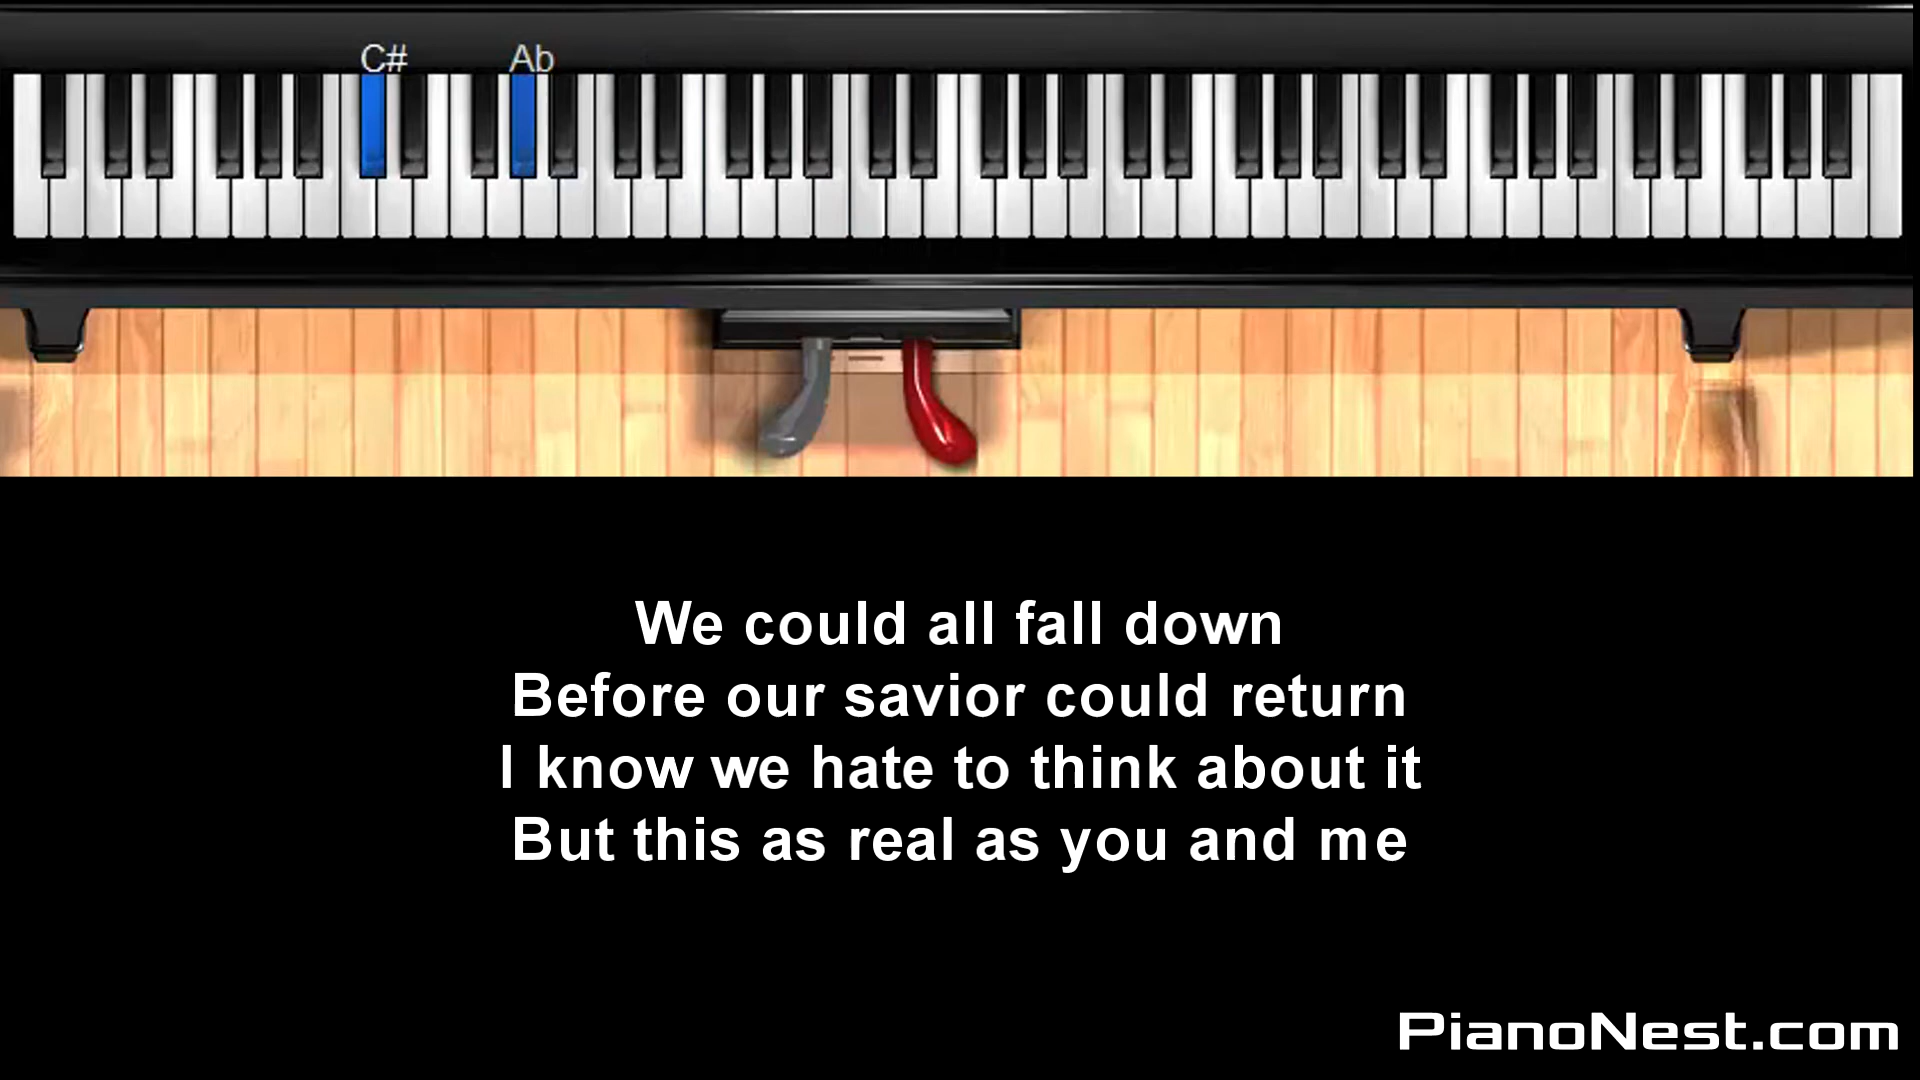 C# Ab
We could all fall down
Before our savior could return
I know we hate to think about it
But this as real as you and me
PianoNest.com